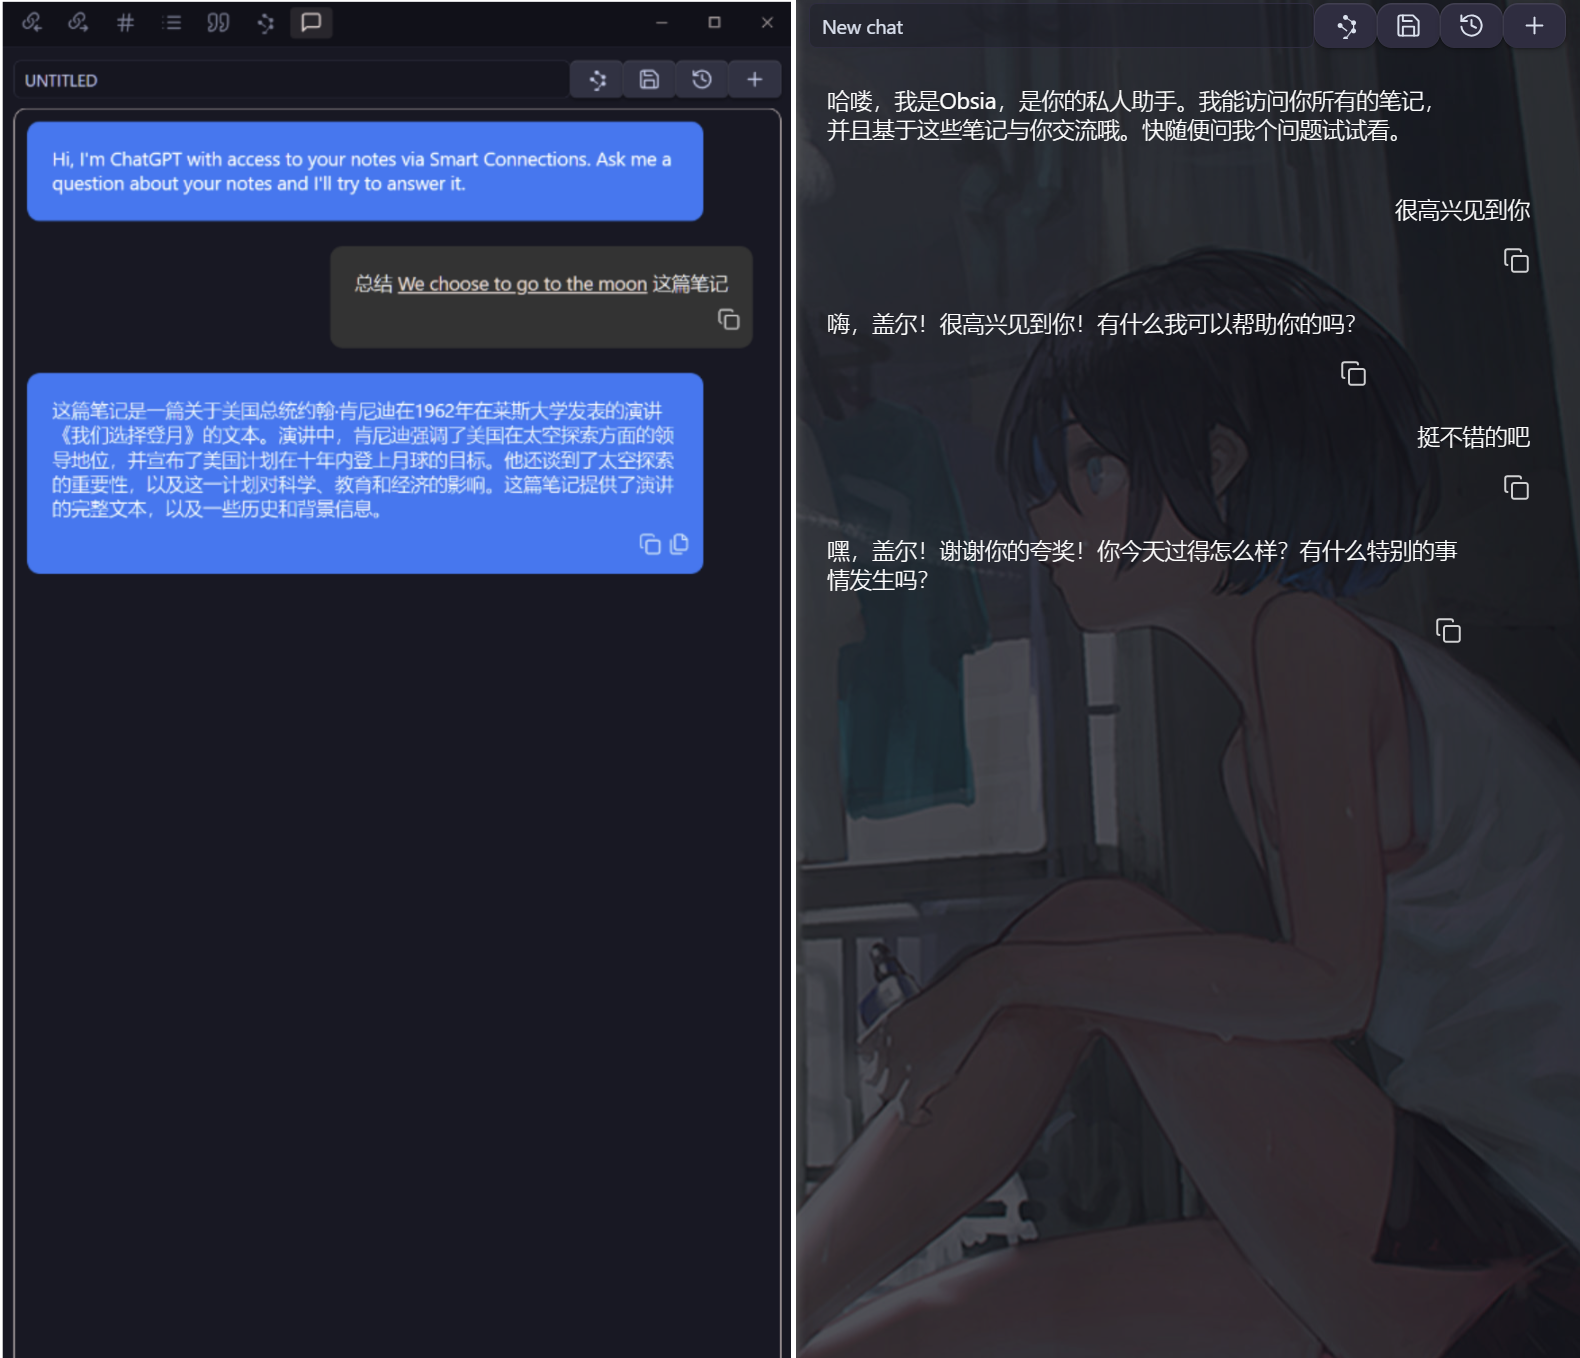 UNTITLED
Hi, I'm ChatGPT with access to your notes via Smart Connections. Ask me a
question about your notes and I'll try to answer it.
总结 We choose to go to the moon 这篇笔记
这篇笔记是一篇关于美国总统约翰·肯尼迪在1962年在莱斯大学发表的演讲
《我们选择登月》的文本。演讲中，肯尼迪强调了美国在太空探索方面的领
导地位，并宣布了美国计划在十年内登上月球的目标。他还谈到了太空探索
的重要性，以及这一计划对科学、教育和经济的影响。这篇笔记提供了演讲
的完整文本，以及一些历史和背景信息。
New chat
哈喽，我是Obsia，是你的私人助手。我能访问你所有的笔记，
并且基于这些笔记与你交流哦。快随便问我个问题试试看。
很高兴见到你
嗨，盖尔！很高兴见到你！有什么我可以帮助你的吗？
挺不错的吧
嘿，盖尔！谢谢你的夸奖！你今天过得怎么样？有什么特别的事
情发生吗？